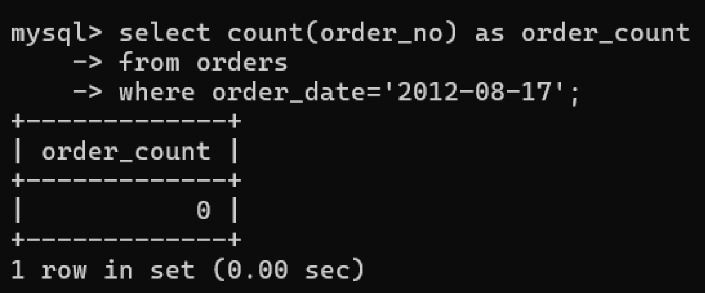 mysql> select count(order_no) as order_count
    -> from orders
    -> where order_date='2012-08-17';
+-------------+
| order_count |
+-------------+
|           0 |
+-------------+
1 row in set (0.00 sec)